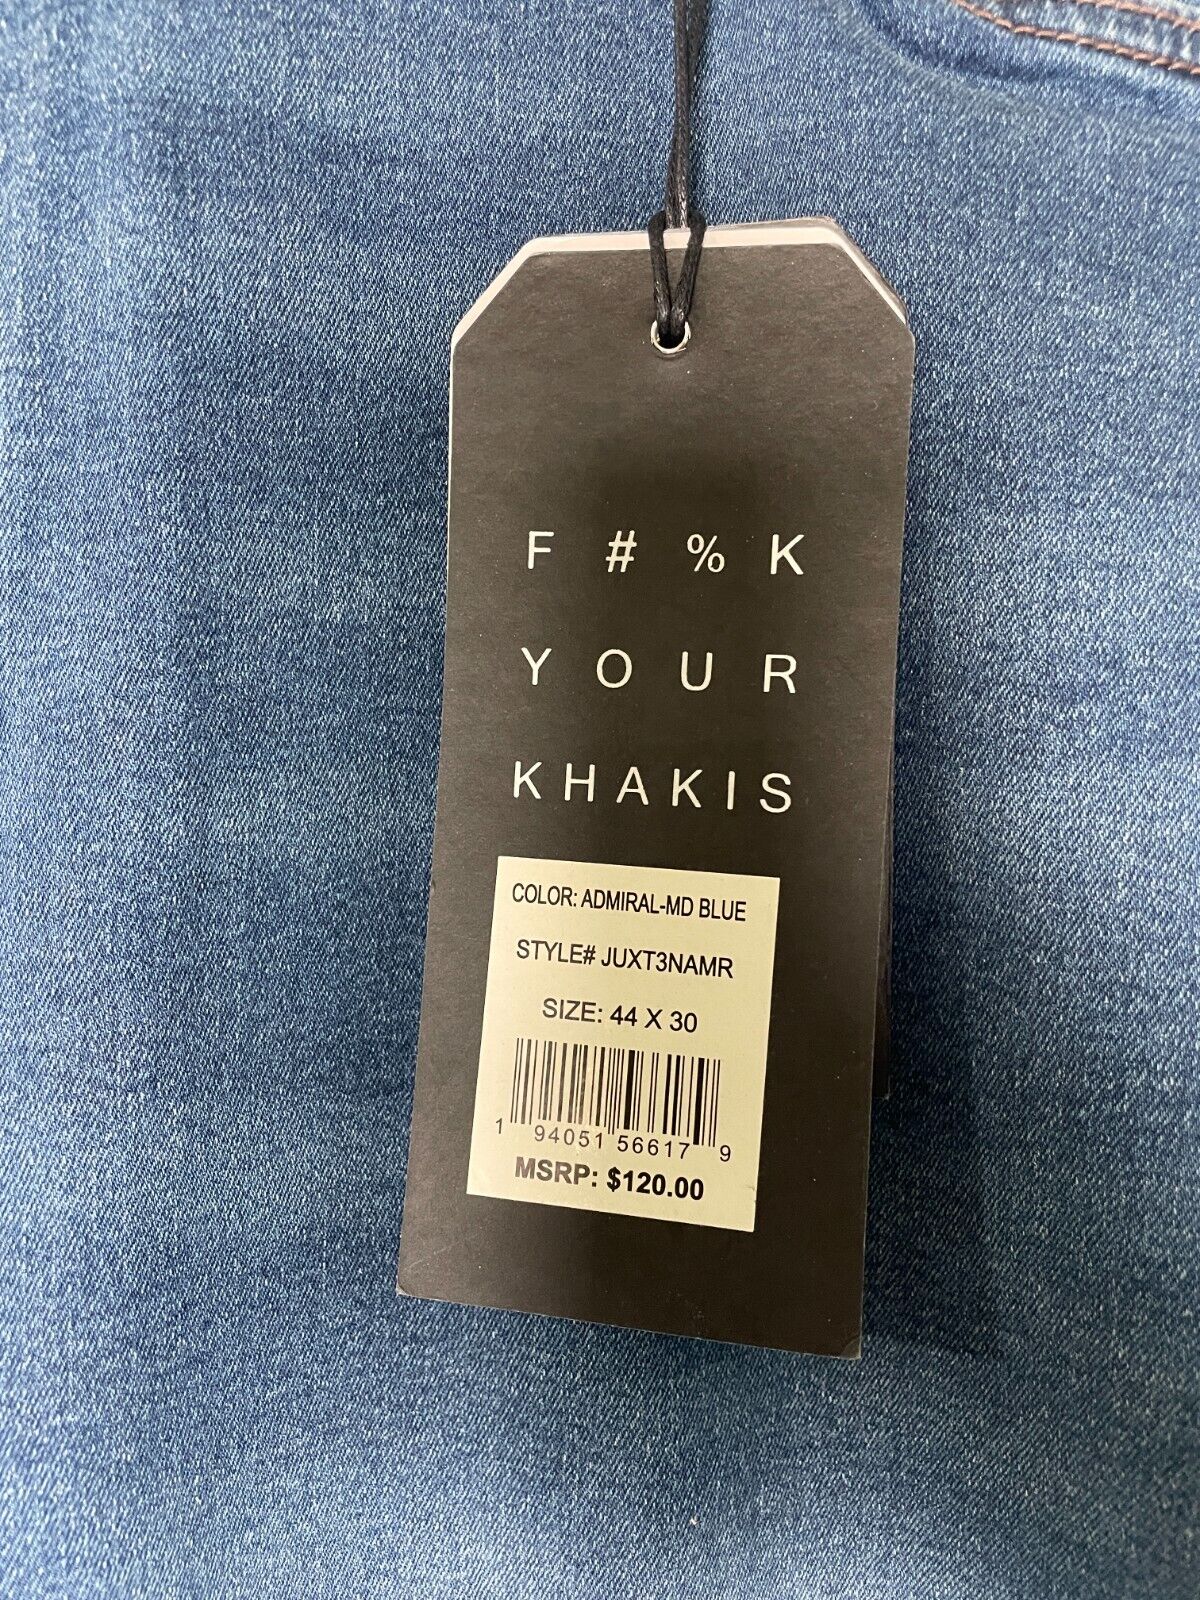 F#%K
YOUR
KHAKIS
COLOR: ADMIRAL-MD BLUE
STYLE# JUXT3NAMR
SIZE: 44 X 30
1 94051 56617 9
MSRP: $120.00